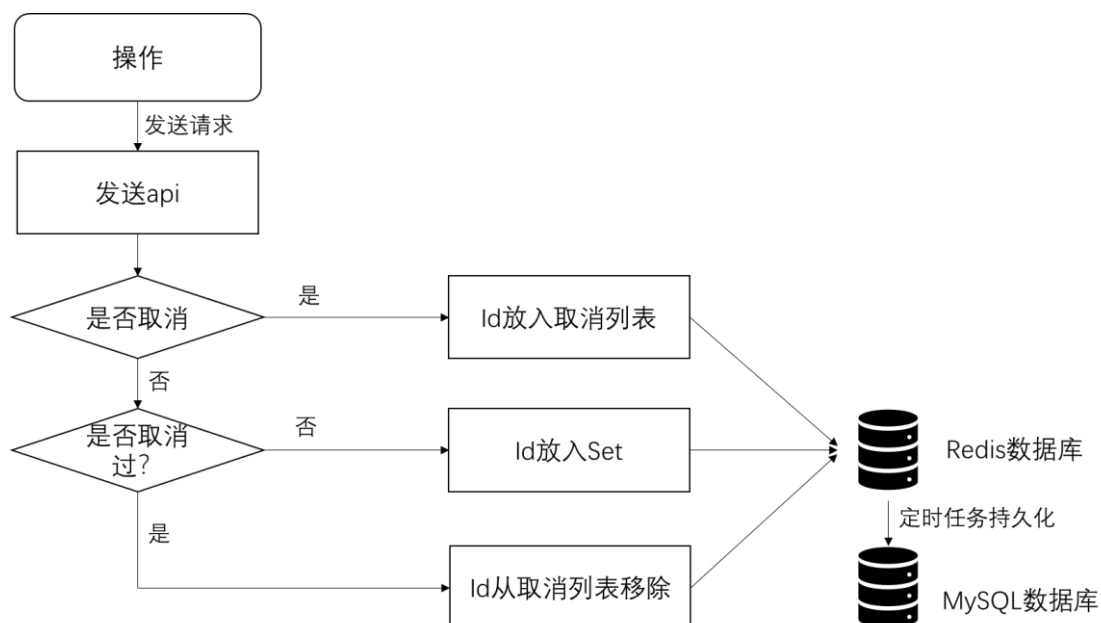 操作
发送请求
发送api
是否取消
是
Id放入取消列表
否
是否取消
过?
否
Id放入Set
Redis数据库
定时任务持久化
是
Id从取消列表移除
MySQL数据库